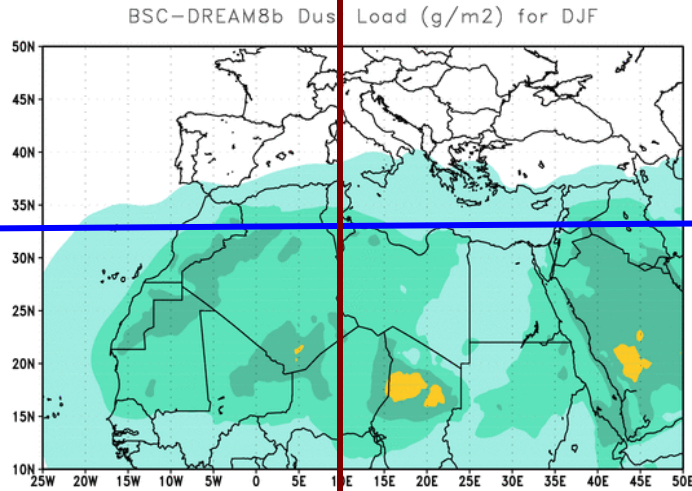 BSC-DREAM8b Dus Load (g/m2) for DJF
50N
45N
40N
35N
30N
25N
20N
15N
10N
25W 20W 15W 10W 5W 0 5E 10E 15E 20E 25E 30E 35E 40E 45E 50E